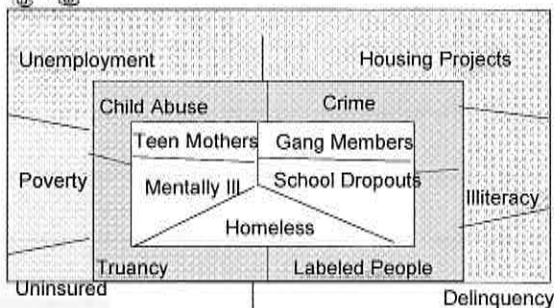 Unemployment
Housing Projects
Child Abuse
Crime
Teen Mothers
Gang Members
Poverty
Mentally Ill
School Dropouts
Illiteracy
Homeless
Truancy
Labeled People
Uninsured
Delinquency